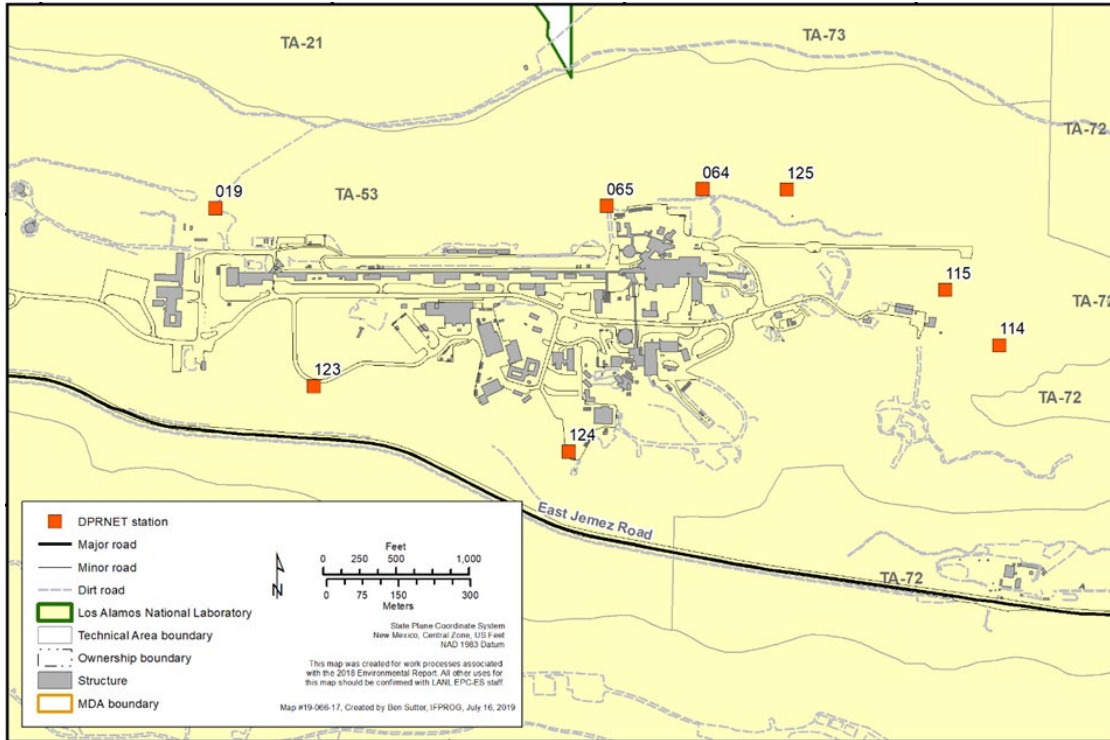 TA-21
TA-73
TA-72
019
TA-53
065
064
125
115
TA-72
114
123
TA-72
124
East Jemez Road
TA-72
DPRNET station
Major road
Minor road
Dirt road
Los Alamos National Laboratory
Technical Area boundary
Ownership boundary
Structure
MDA boundary
N
Feet
0 250 500 1,000
0 75 150 300
Meters
State Plane Coordinate System
New Mexico, Central Zone, US Feet
NAD 1983 Datum
This map was created for work processes associated
with the 2018 Environmental Report. All other uses for
this map should be confirmed with LANL EPC-ES staff
Map #19-066-17, Created by Ben Sutter, IFPROG, July 16, 2019